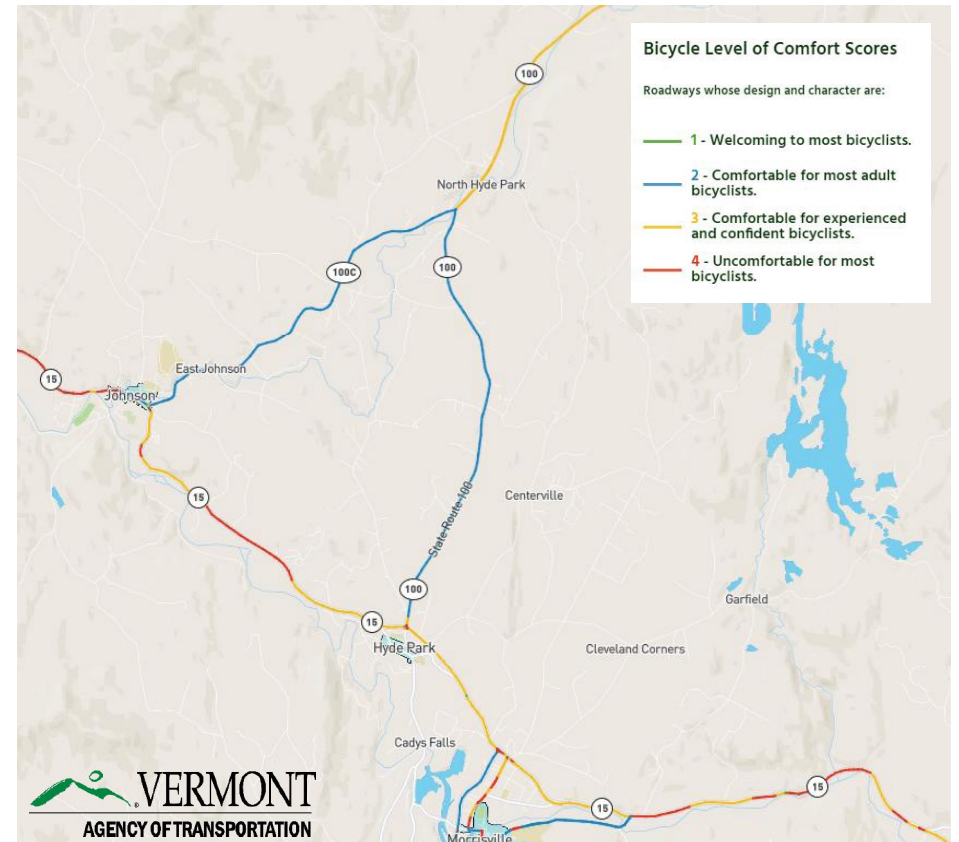 Bicycle Level of Comfort Scores
Roadways whose design and character are:
1 - Welcoming to most bicyclists.
2 - Comfortable for most adult
bicyclists.
3 - Comfortable for experienced
and confident bicyclists.
4 - Uncomfortable for most
bicyclists.
100
North Hyde Park
100C
100
East Johnson
15
Johnson
15
Centerville
State Route 100
100
Garfield
15
Hyde Park
Cleveland Corners
Cadys Falls
15
15
Morrisville
VERMONT
AGENCY OF TRANSPORTATION